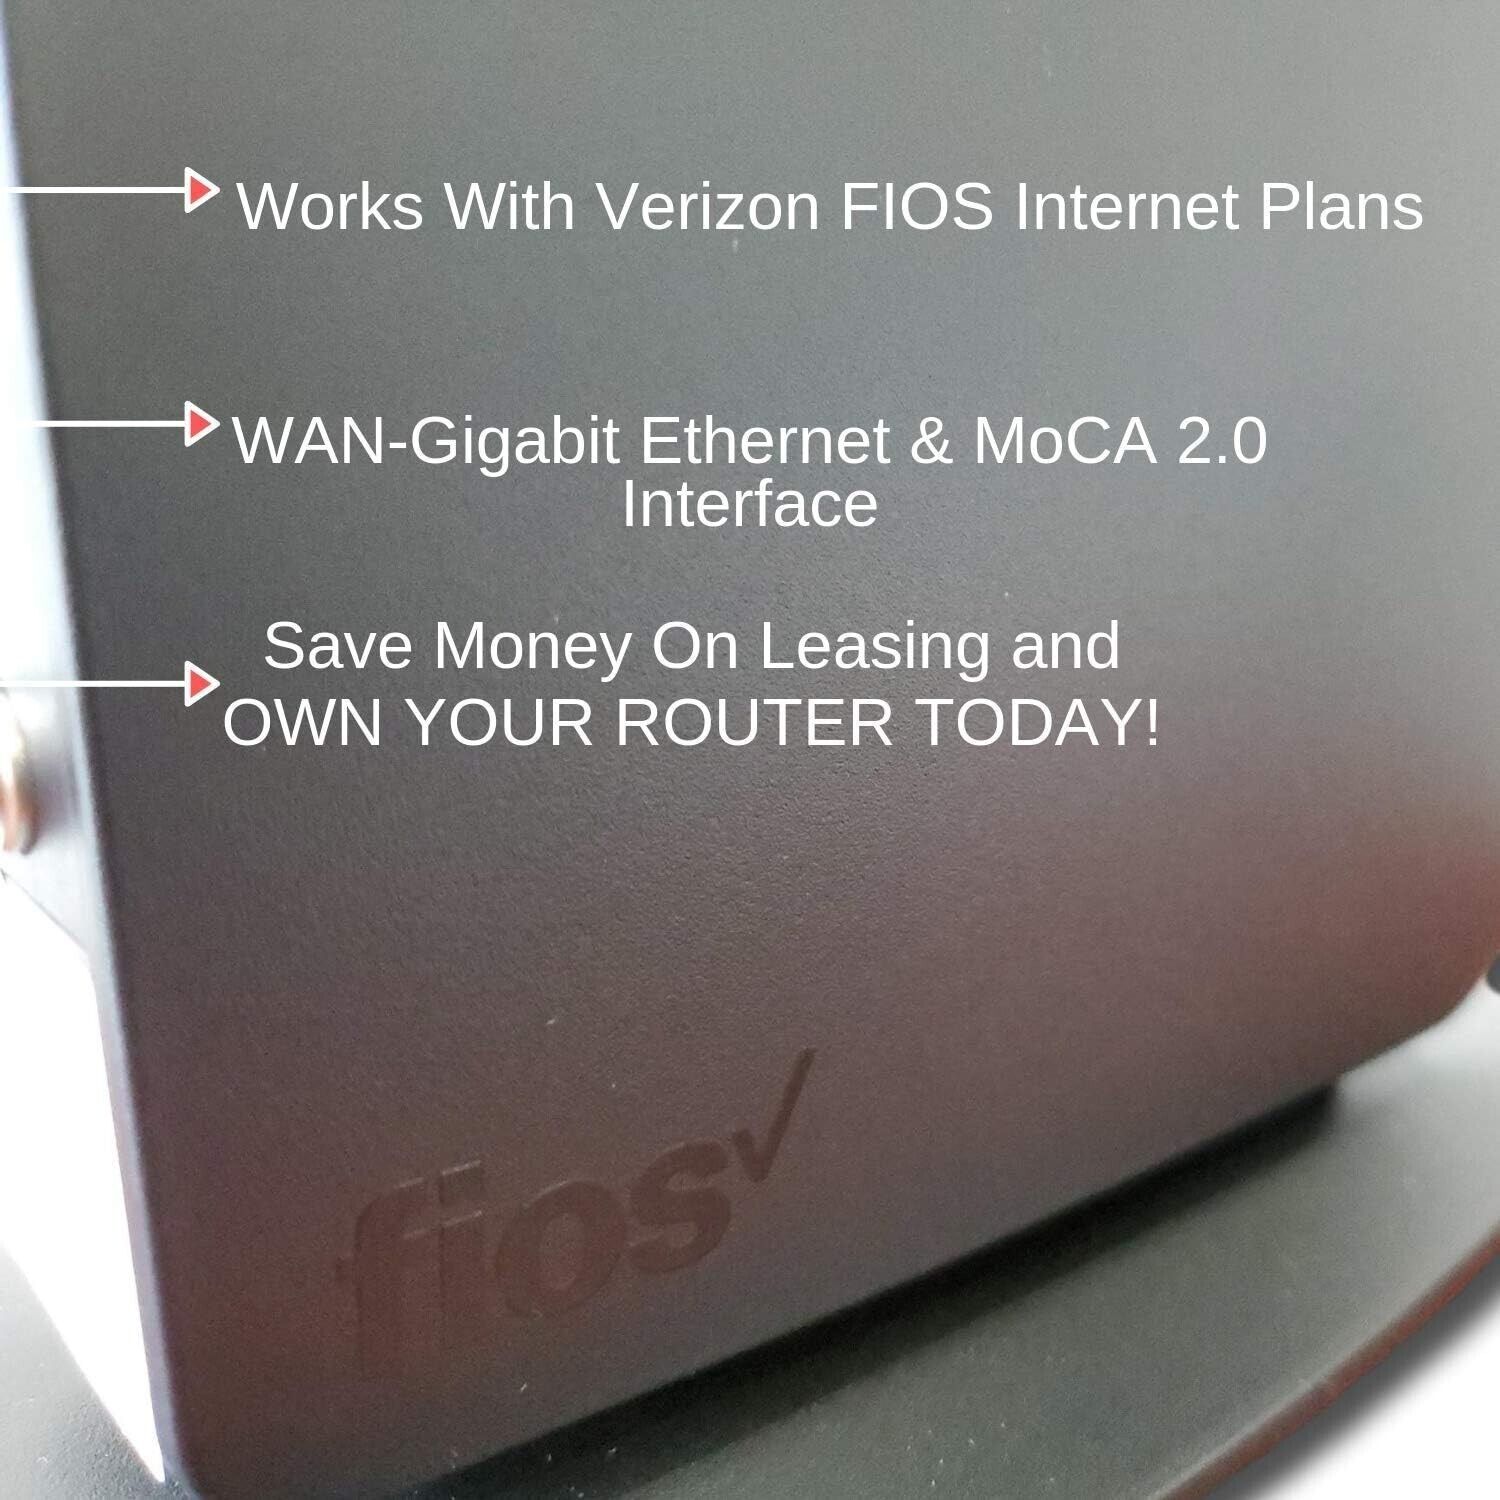 Works With Verizon FIOS Internet Plans
WAN-Gigabit Ethernet & MoCA 2.0
Interface
Save Money On Leasing and
OWN YOUR ROUTER TODAY!
fios✓